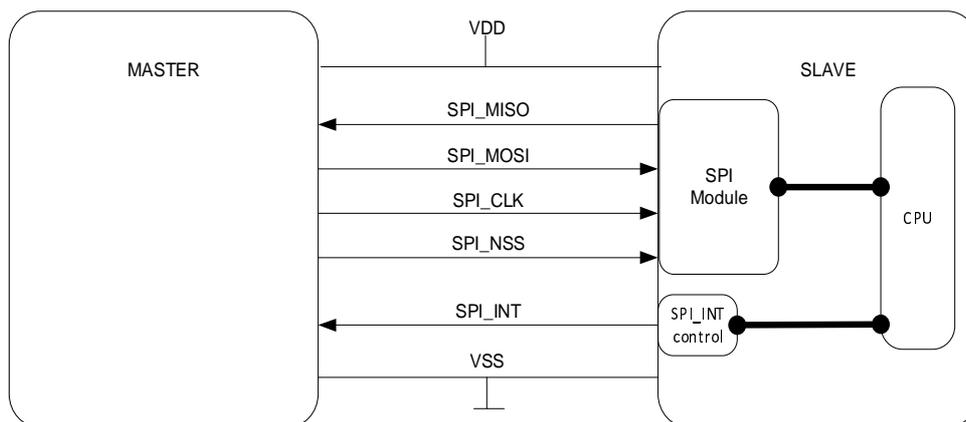 VDD
MASTER
SLAVE
SPI_MISO
SPI_MOSI
SPI_CLK
SPI_NSS
SPI
Module
CPU
SPI_INT
SPI_INT
control
VSS